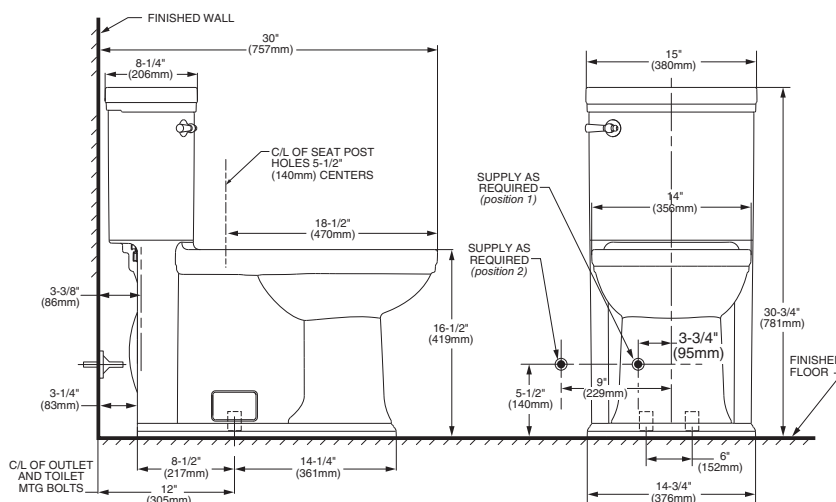 FINISHED WALL
30"
(757mm)
8-1/4"
(206mm)
15"
(380mm)
C/L OF SEAT POST
HOLES 5-1/2"
(140mm) CENTERS
SUPPLY AS
REQUIRED
(position 1)
14"
(356mm)
18-1/2"
(470mm)
SUPPLY AS
REQUIRED
(position 2)
3-3/8"
(86mm)
16-1/2"
(419mm)
30-3/4"
(781mm)
3-3/4"
(95mm)
FINISHED
FLOOR
3-1/4"
(83mm)
5-1/2"
(140mm)
9"
(229mm)
C/L OF OUTLET
AND TOILET
MTG BOLTS
8-1/2"
(217mm)
14-1/4"
(361mm)
6"
(152mm)
12"
(305mm)
14-3/4"
(376mm)